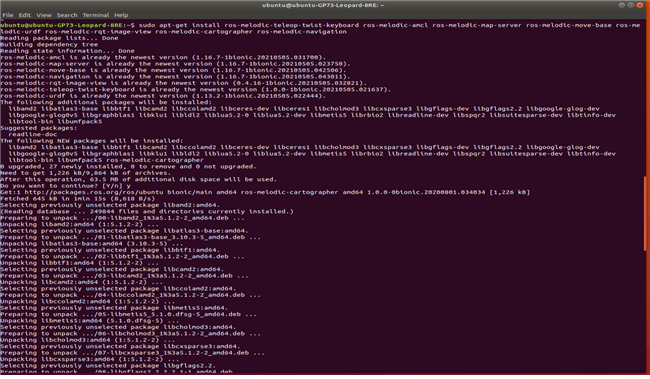 ubuntu@ubuntu-GP73-Leopard-8RE: ~
File Edit View Search Terminal Help
ubuntu@ubuntu-GP73-Leopard-8RE:~$ sudo apt-get install ros-melodic-teleop-twist-keyboard ros-melodic-amcl ros-melodic-map-server ros-melodic-move-base ros-me
lodic-urdf ros-melodic-rqt-image-view ros-melodic-cartographer ros-melodic-navigation
Reading package lists... Done
Building dependency tree
Reading state information... Done
ros-melodic-amcl is already the newest version (1.16.7-1bionic.20210505.031700).
ros-melodic-map-server is already the newest version (1.16.7-1bionic.20210505.023750).
ros-melodic-move-base is already the newest version (1.16.7-1bionic.20210505.042506).
ros-melodic-navigation is already the newest version (1.16.7-1bionic.20210505.043011).
ros-melodic-rqt-image-view is already the newest version (0.4.16-1bionic.20210505.032821).
ros-melodic-teleop-twist-keyboard is already the newest version (1.0.0-1bionic.20210505.021637).
ros-melodic-urdf is already the newest version (1.13.2-1bionic.20210505.022444).
The following additional packages will be installed:
libamd2 libatlas3-base libbtf1 libcamd2 libccolamd2 libceres-dev libceres1 libcholmod3 libcxsparse3 libgflags-dev libgflags2.2 libgoogle-glog-dev
libgoogle-glog0v5 libgraphblas1 libklu1 libldl2 liblua5.2-0 liblua5.2-dev libmetis5 librbio2 libreadline-dev libspqr2 libsuitesparse-dev libtinfo-dev
libtool-bin libumfpack5
Suggested packages:
readline-doc
The following NEW packages will be installed:
libamd2 libatlas3-base libbtf1 libcamd2 libccolamd2 libceres-dev libceres1 libcholmod3 libcxsparse3 libgflags-dev libgflags2.2 libgoogle-glog-dev
libgoogle-glog0v5 libgraphblas1 libklu1 libldl2 liblua5.2-0 liblua5.2-dev libmetis5 librbio2 libreadline-dev libspqr2 libsuitesparse-dev libtinfo-dev
libtool-bin libumfpack5 ros-melodic-cartographer
0 upgraded, 27 newly installed, 0 to remove and 0 not upgraded.
Need to get 1,226 kB/9,864 kB of archives.
After this operation, 63.5 MB of additional disk space will be used.
Do you want to continue? [Y/n] y
Get:1 http://packages.ros.org/ros/ubuntu bionic/main amd64 ros-melodic-cartographer amd64 1.0.0-0bionic.20200801.034034 [1,226 kB]
Fetched 645 kB in 1min 15s (8,618 B/s)
Selecting previously unselected package libamd2:amd64.
(Reading database ... 249844 files and directories currently installed.)
Preparing to unpack .../00-libamd2_1%3a5.1.2-2_amd64.deb ...
Unpacking libamd2:amd64 (1:5.1.2-2) ...
Selecting previously unselected package libatlas3-base:amd64.
Preparing to unpack .../01-libatlas3-base_3.10.3-5_amd64.deb ...
Unpacking libatlas3-base:amd64 (3.10.3-5) ...
Selecting previously unselected package libbtf1:amd64.
Preparing to unpack .../02-libbtf1_1%3a5.1.2-2_amd64.deb ...
Unpacking libbtf1:amd64 (1:5.1.2-2) ...
Selecting previously unselected package libcamd2:amd64.
Preparing to unpack .../03-libcamd2_1%3a5.1.2-2_amd64.deb ...
Unpacking libcamd2:amd64 (1:5.1.2-2) ...
Selecting previously unselected package libccolamd2:amd64.
Preparing to unpack .../04-libccolamd2_1%3a5.1.2-2_amd64.deb ...
Unpacking libccolamd2:amd64 (1:5.1.2-2) ...
Selecting previously unselected package libmetis5:amd64.
Preparing to unpack .../05-libmetis5_5.1.0.dfsg-5_amd64.deb ...
Unpacking libmetis5:amd64 (5.1.0.dfsg-5) ...
Selecting previously unselected package libcholmod3:amd64.
Preparing to unpack .../06-libcholmod3_1%3a5.1.2-2_amd64.deb ...
Unpacking libcholmod3:amd64 (1:5.1.2-2) ...
Selecting previously unselected package libcxsparse3:amd64.
Preparing to unpack .../07-libcxsparse3_1%3a5.1.2-2_amd64.deb ...
Unpacking libcxsparse3:amd64 (1:5.1.2-2) ...
Selecting previously unselected package libgflags2.2.
Preparing to unpack .../08-libgflags2.2_2.2.1-1_amd64.deb ...